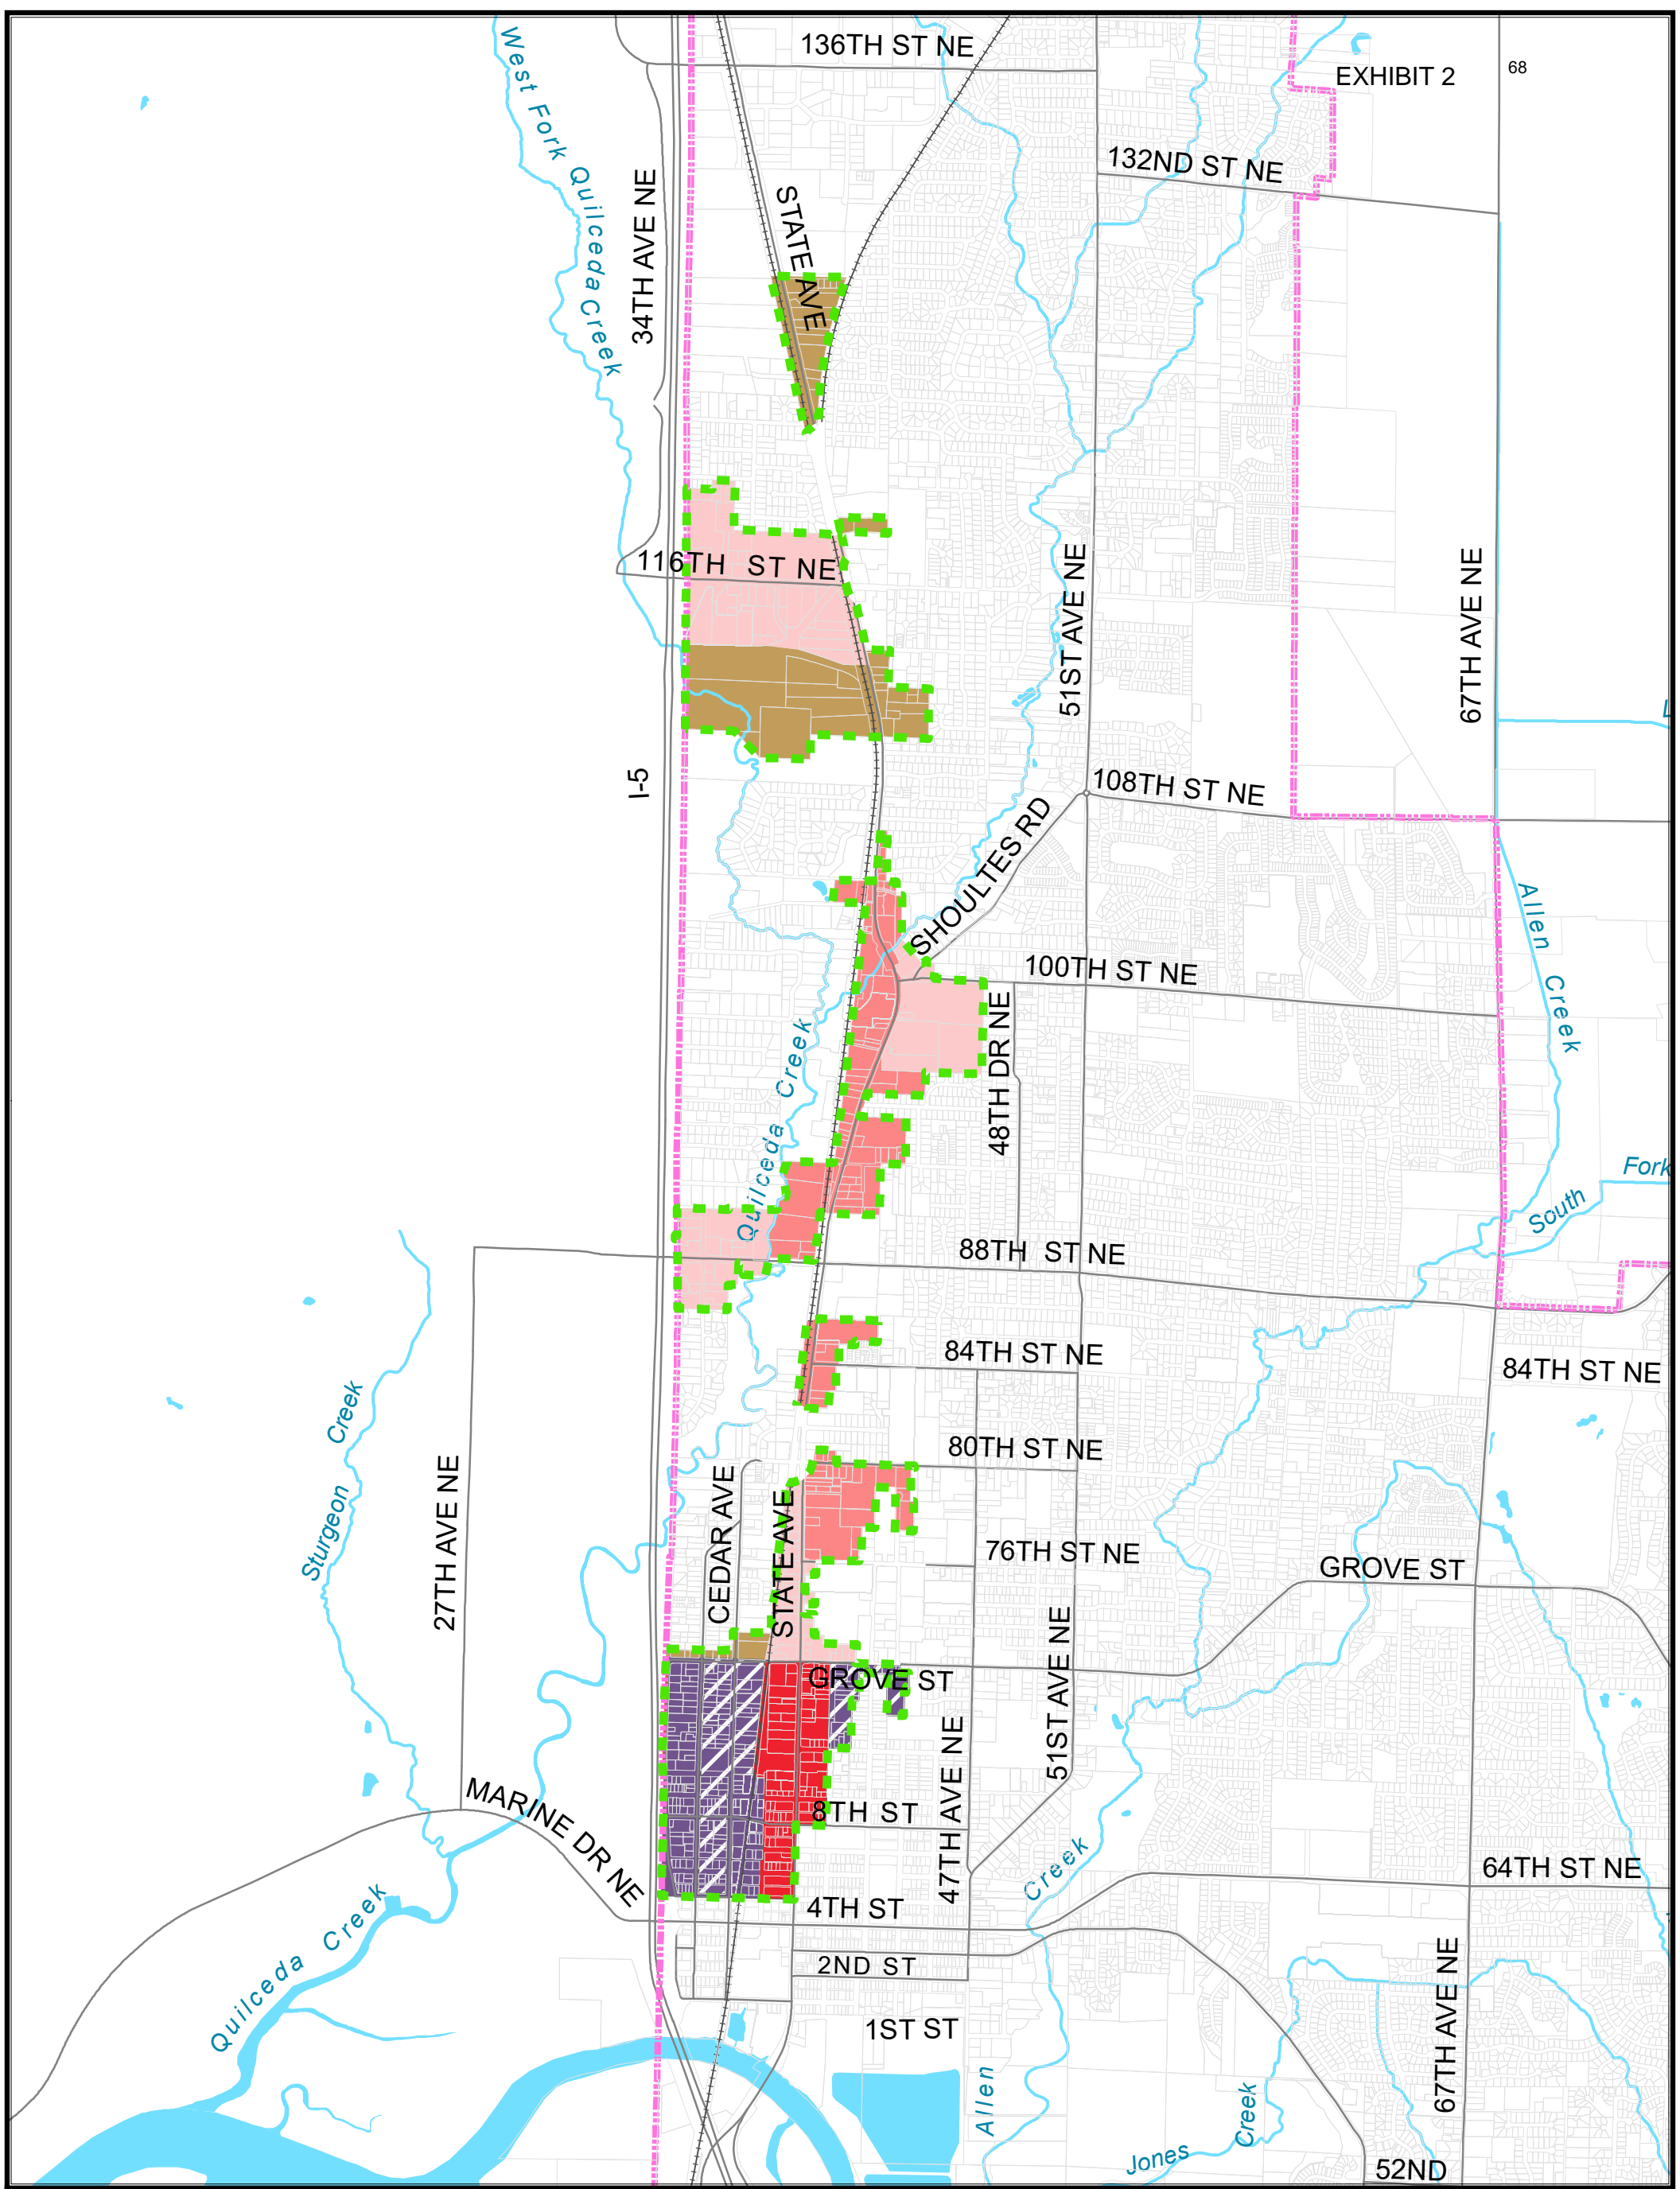 136TH ST NE
EXHIBIT 2
68
West Fork Quilceda Creek
132ND ST NE
34TH AVE NE
STATE AVE
116TH ST NE
51ST AVE NE
67TH AVE NE
L
I-5
108TH ST NE
SHOULTES RD
Allen Creek
100TH ST NE
48TH DR NE
Quilceda Creek
Fork
South
88TH ST NE
84TH ST NE
84TH ST NE
Sturgeon Creek
80TH ST NE
27TH AVE NE
CEDAR AVE
STATE AVE
76TH ST NE
GROVE ST
GROVE ST
51ST AVE NE
47TH AVE NE
MARINE DR NE
8TH ST
Creek
64TH ST NE
4TH ST
Quilceda Creek
2ND ST
67TH AVE NE
1ST ST
Allen
Creek
Jones
52ND